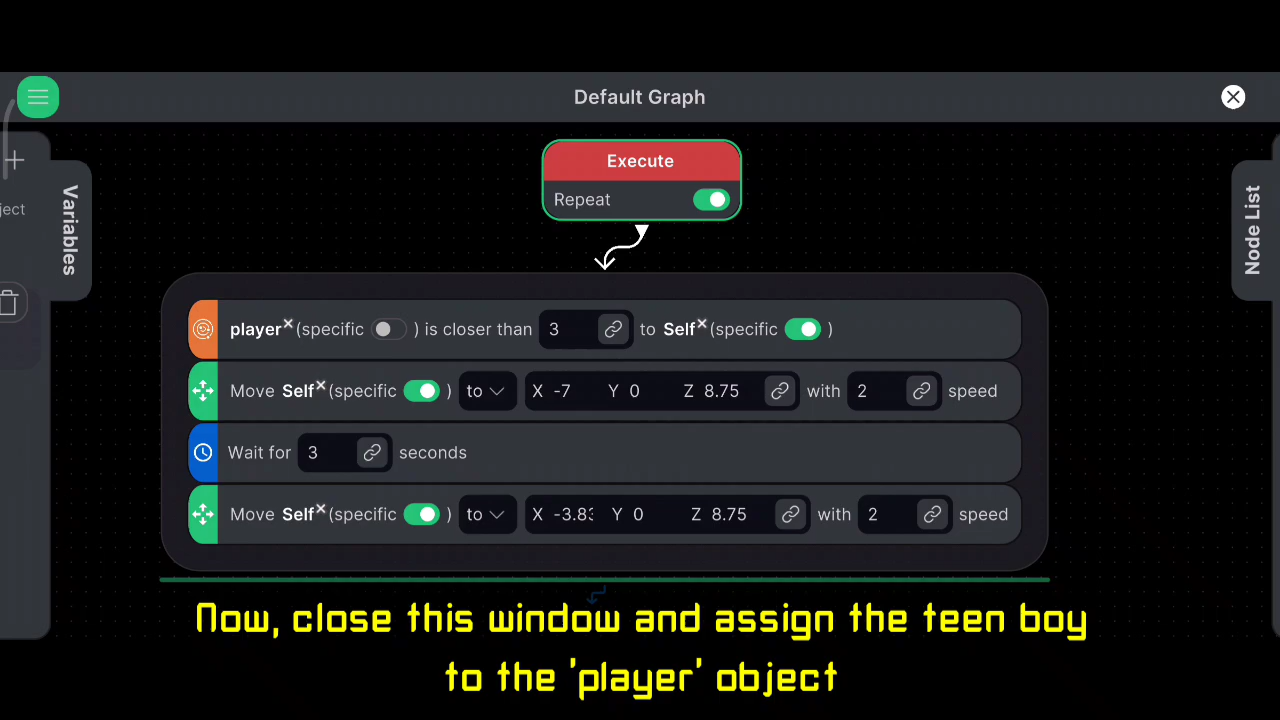 Default Graph
Execute
Repeat
ject
Variables
Node List
player×(specific ) is closer than 3 to Self×(specific )
Move Self×(specific ) to X -7 Y 0 Z 8.75 with 2 speed
Wait for 3 seconds
Move Self×(specific ) to X -3.83 Y 0 Z 8.75 with 2 speed
Now, close this window and assign the teen boy
to the 'player' object